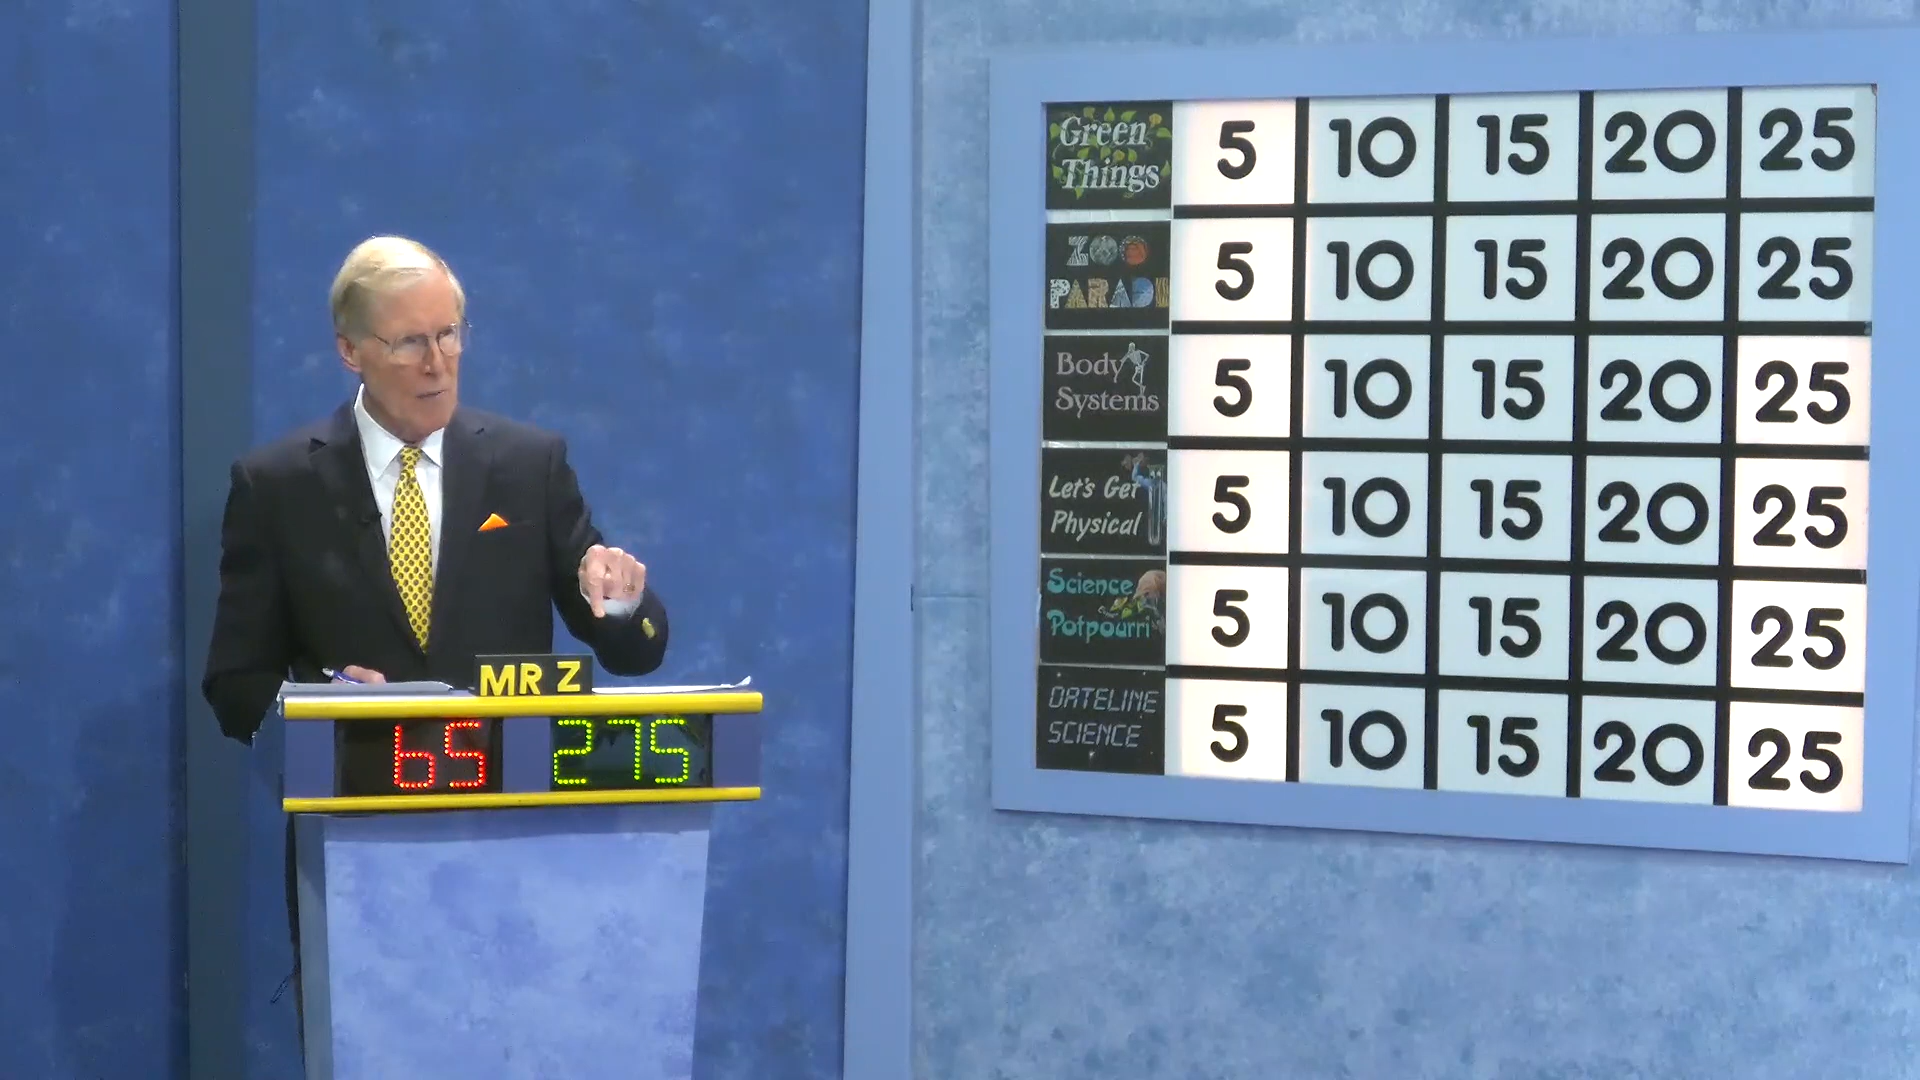 Green
Things
5 10 15 20 25
ZOO
PARADE
5 10 15 20 25
Body
Systems
5 10 15 20 25
Let's Get
Physical
5 10 15 20 25
Science
Potpourri
5 10 15 20 25
DATELINE
SCIENCE
5 10 15 20 25
MR Z
65 275